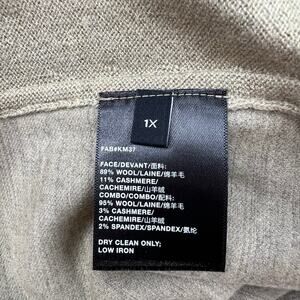 1X
FAB#KM37
FACE/DEVANT/面料:
89% WOOL/LAINE/绵羊毛
11% CASHMERE/
CACHEMIRE/山羊绒
COMBO/COMBO/配料:
95% WOOL/LAINE/绵羊毛
3% CASHMERE/
CACHEMIRE/山羊绒
2% SPANDEX/SPANDEX/氨纶
DRY CLEAN ONLY;
LOW IRON